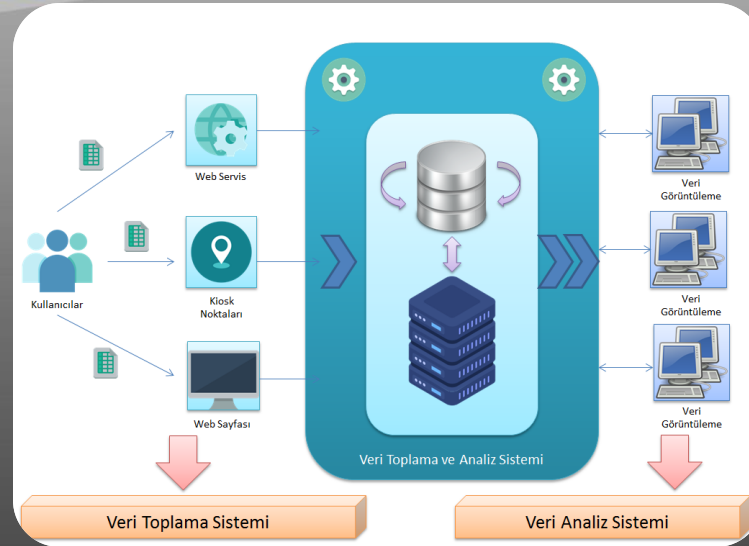 Web Servis
Kullanıcılar
Kiosk
Noktaları
Web Sayfası
Veri Toplama ve Analiz Sistemi
Veri
Görüntüleme
Veri
Görüntüleme
Veri
Görüntüleme
Veri Toplama Sistemi
Veri Analiz Sistemi